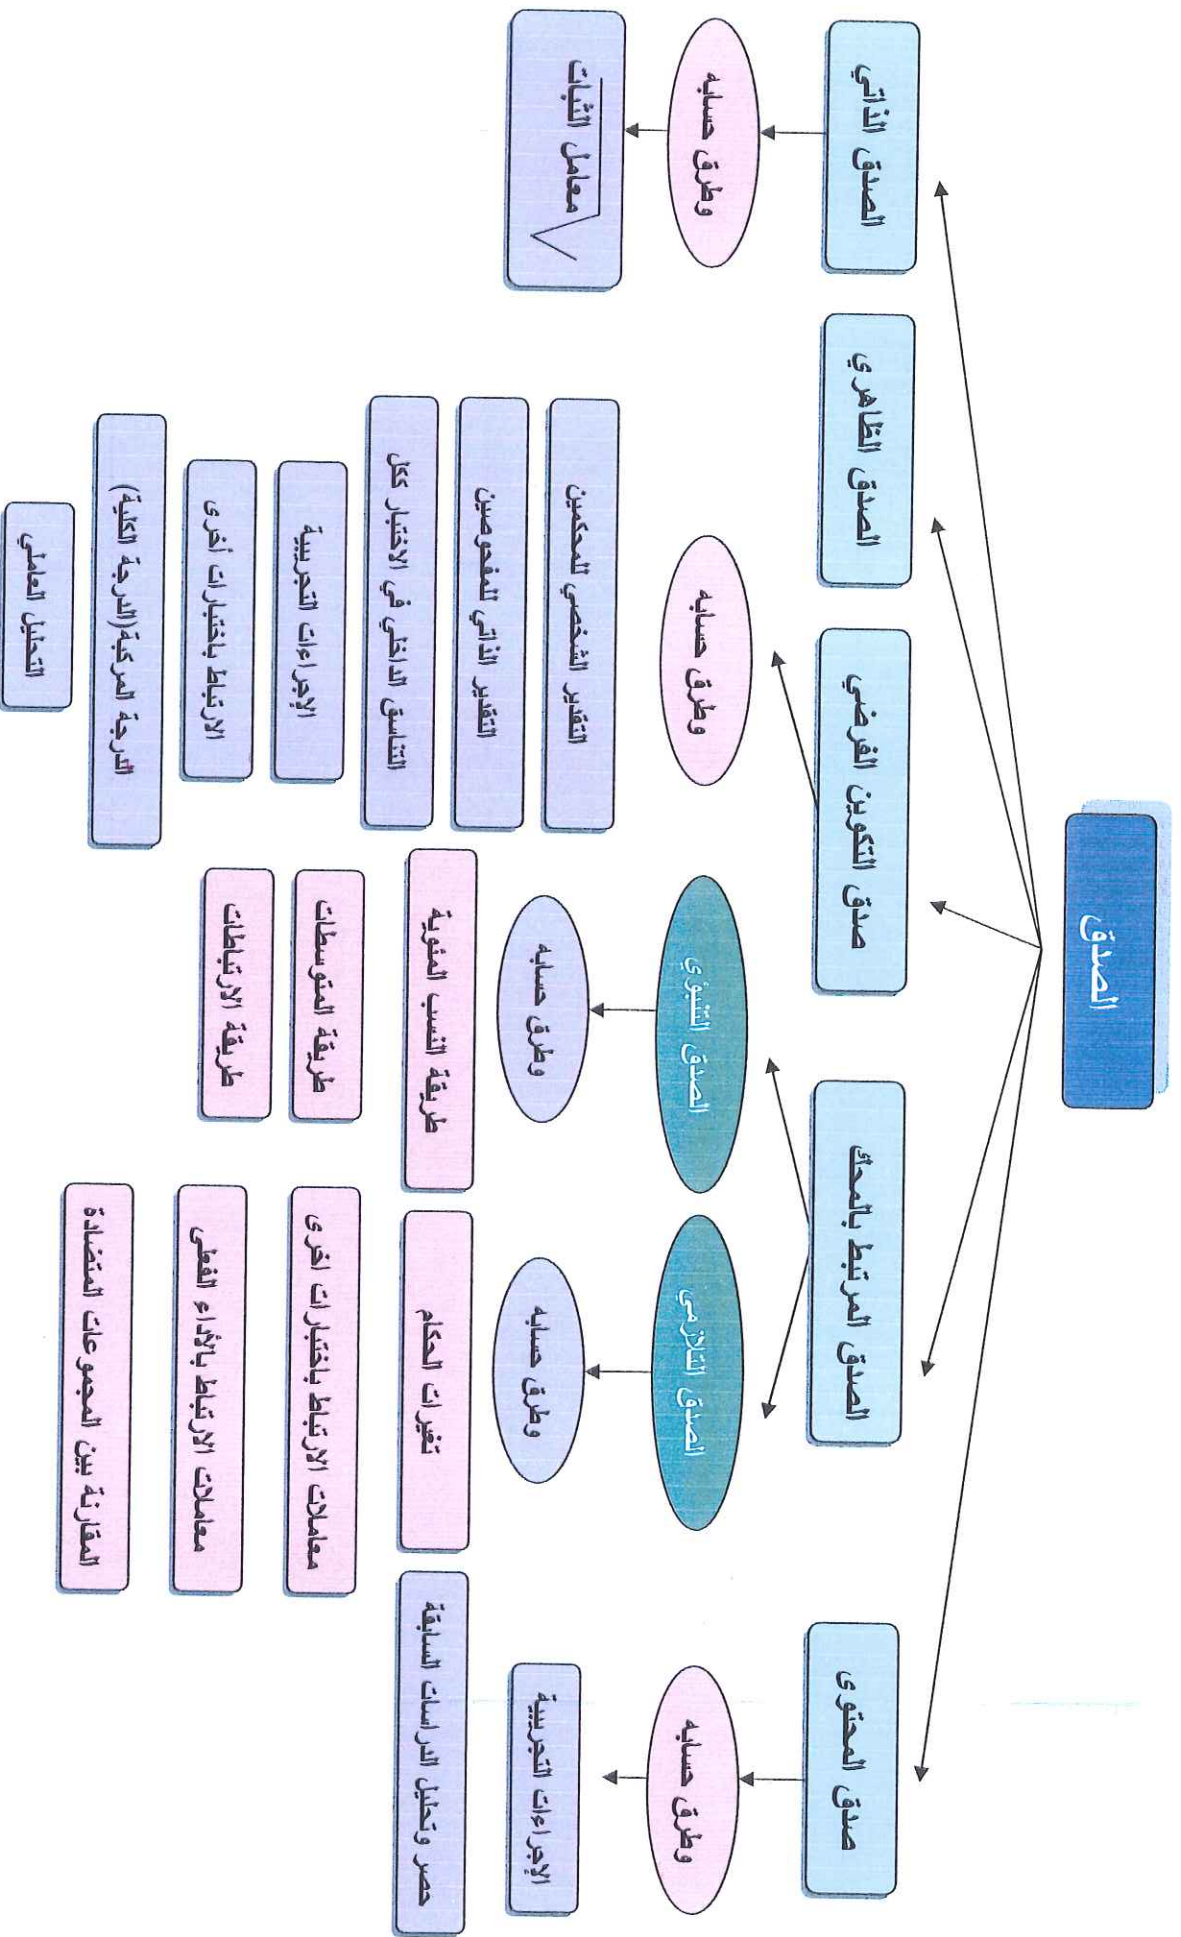 الصدق
صدق المحتوى
الصدق المرتبط بالمحك
صدق التكوين الفرضي
الصدق الظاهري
الصدق الذاتي
وطرق حسابه
الإجراءات التجريبية
حصر وتحليل الدراسات السابقة
الصدق التلازمي
وطرق حسابه
تغيرات الحكام
معاملات الارتباط باختبارات اخرى
معاملات الارتباط بالأداء الفعلى
المقارنة بين المجموعات المتضادة
الصدق التنبؤي
وطرق حسابه
طريقة النسب المئوية
طريقة المتوسطات
طريقة الارتباطات
وطرق حسابه
التقدير الشخصي للمحكمين
التقدير الذاتي للمفحوصين
التناسق الداخلي في الاختبار ككل
الإجراءات التجريبية
الارتباط باختبارات أخرى
الدرجة المركبة(الدرجة الكلية)
التحليل العاملي
وطرق حسابه
√معامل الثبات